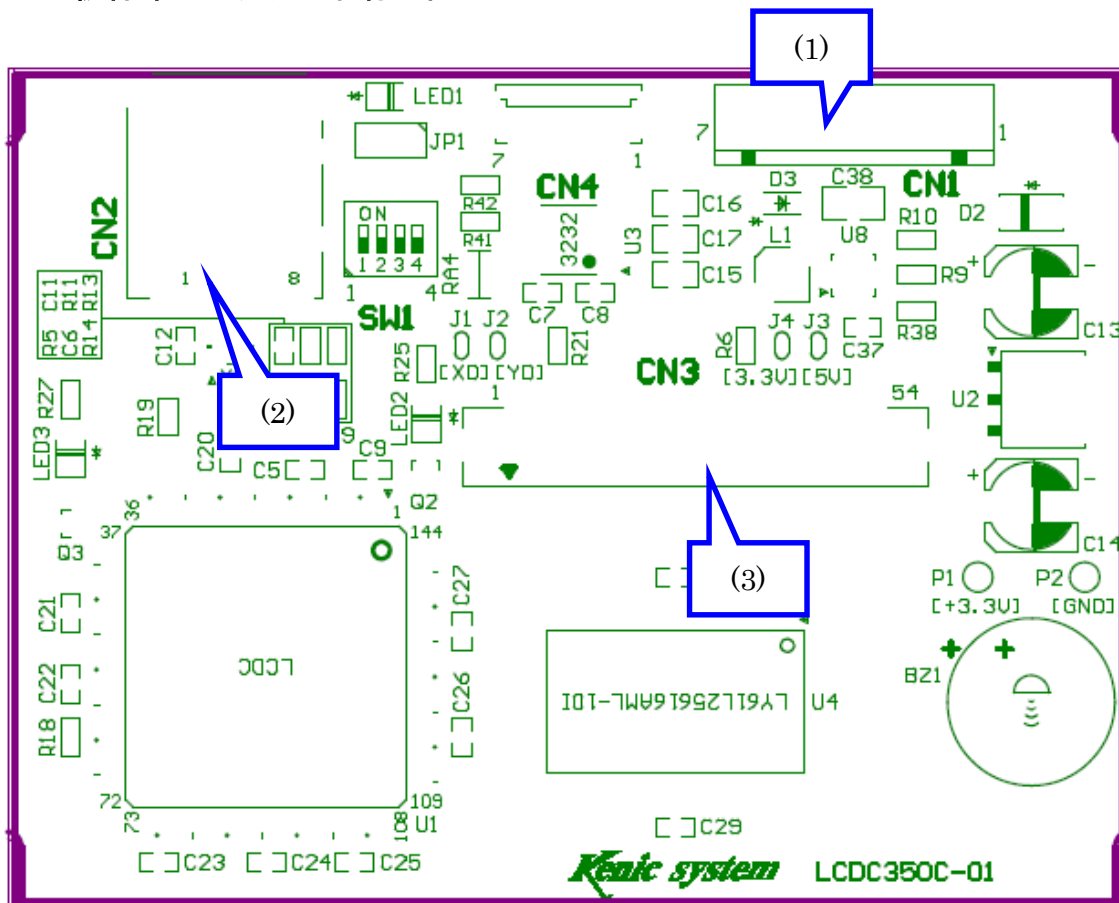 (1)
LED1
JP1
7
1
7
1
CN4
CN1
D3
C38
CN2
R42
R41
RA4
ON
1 2 3 4
1
4
SW1
3232
U3
C16
C17
C15
L1
U8
R10
R9
R38
D2
C13
1
8
C11
R11
R13
R5
C6
R14
C12
C7
C8
J1
J2
[XD]
[YD]
R25
R21
R6
J4
J3
[3.3V]
[5V]
C37
CN3
1
54
U2
R27
R19
(2)
9
LED2
LED3
C20
C5
C9
Q2
Q3
36
37
1
144
(3)
C14
P1
[+3.3V]
P2
[GND]
C27
C21
C22
R18
C26
LCDC
LY61L25616AML-10I
U4
BZ1
72
73
109
108
U1
C23
C24
C25
C29
Kenic system
LCDC350C-01